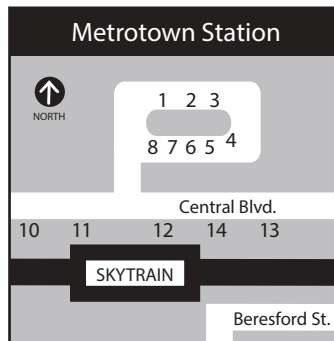 Metrotown Station
NORTH
1 2 3
4
8 7 6 5
Central Blvd.
10 11 12 14 13
SKYTRAIN
Beresford St.